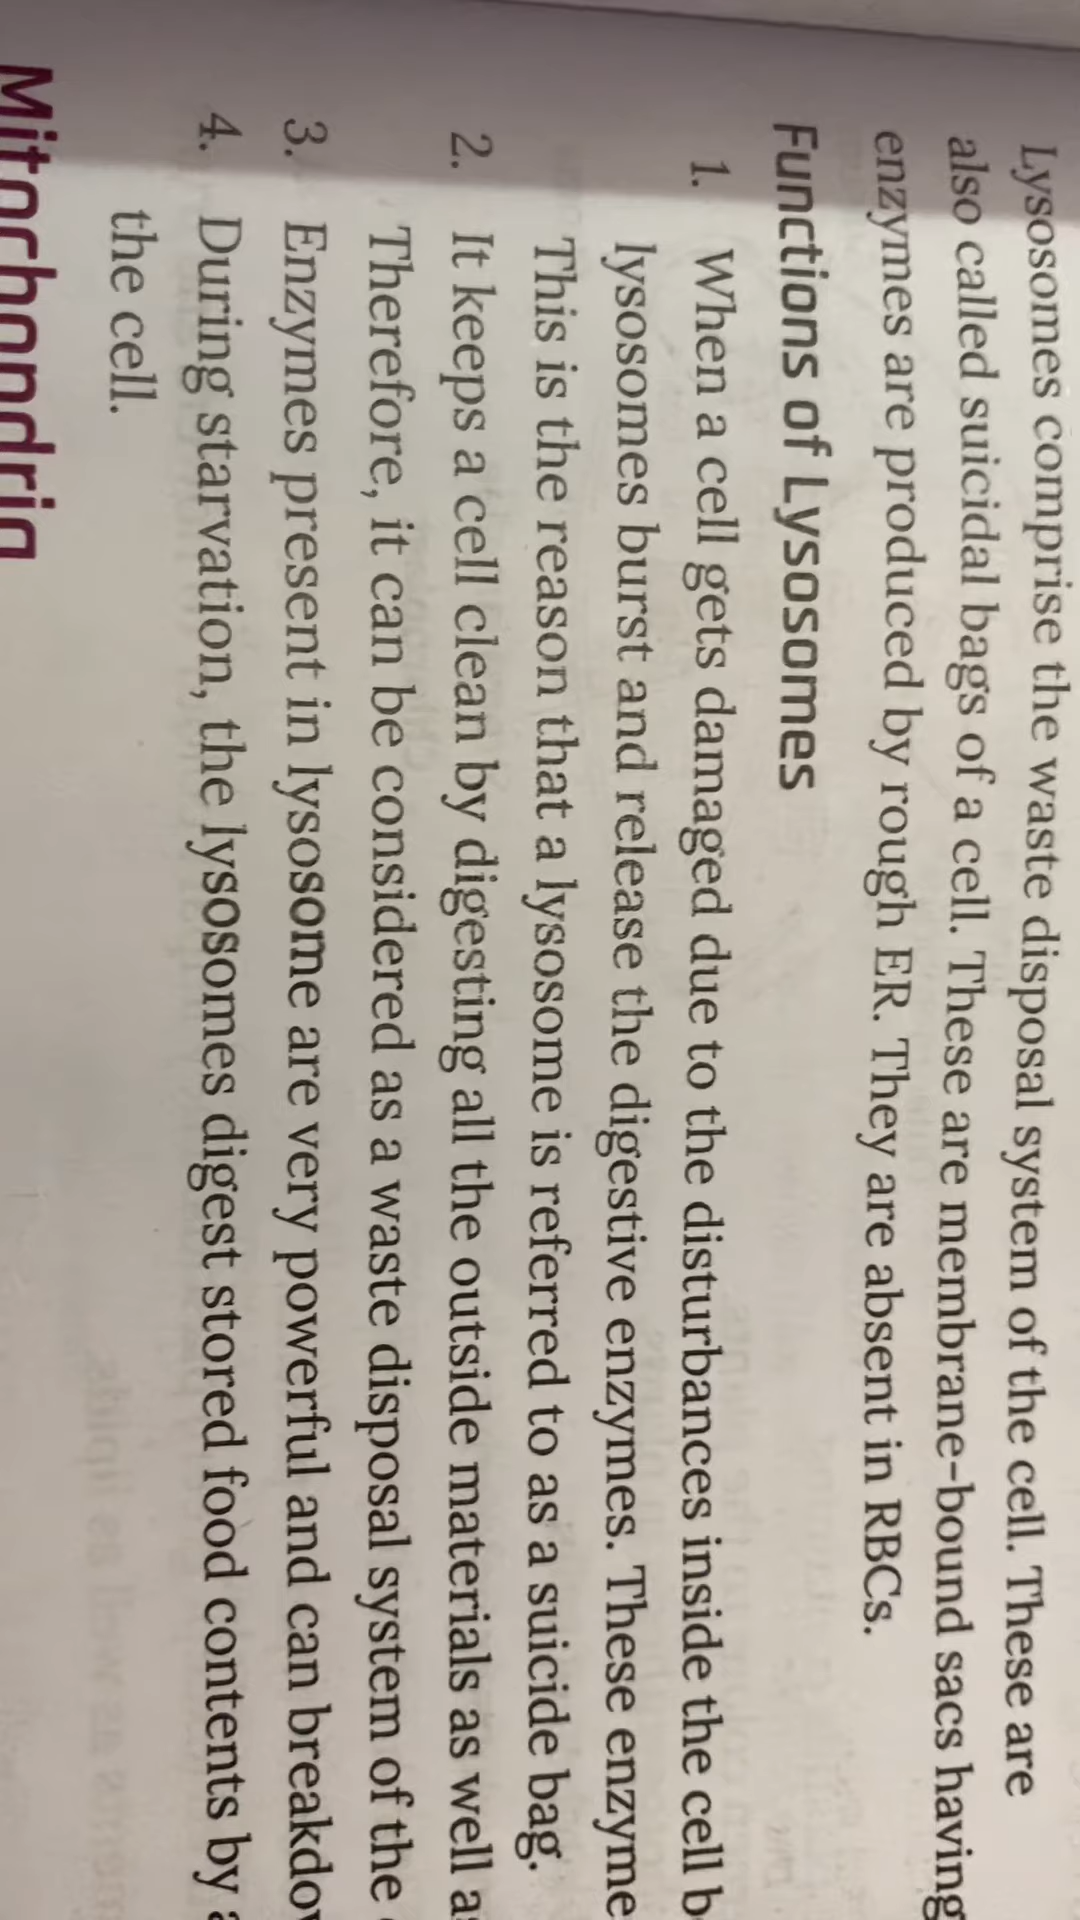 Lysosomes comprise the waste disposal system of the cell. These are
also called suicidal bags of a cell. These are membrane-bound sacs having
enzymes are produced by rough ER. They are absent in RBCs.
Functions of Lysosomes
1. When a cell gets damaged due to the disturbances inside the cell b
lysosomes burst and release the digestive enzymes. These enzyme
This is the reason that a lysosome is referred to as a suicide bag.
2. It keeps a cell clean by digesting all the outside materials as well as
Therefore, it can be considered as a waste disposal system of the
3. Enzymes present in lysosome are very powerful and can breakdow
4. During starvation, the lysosomes digest stored food contents by a
the cell.
Mitochondria